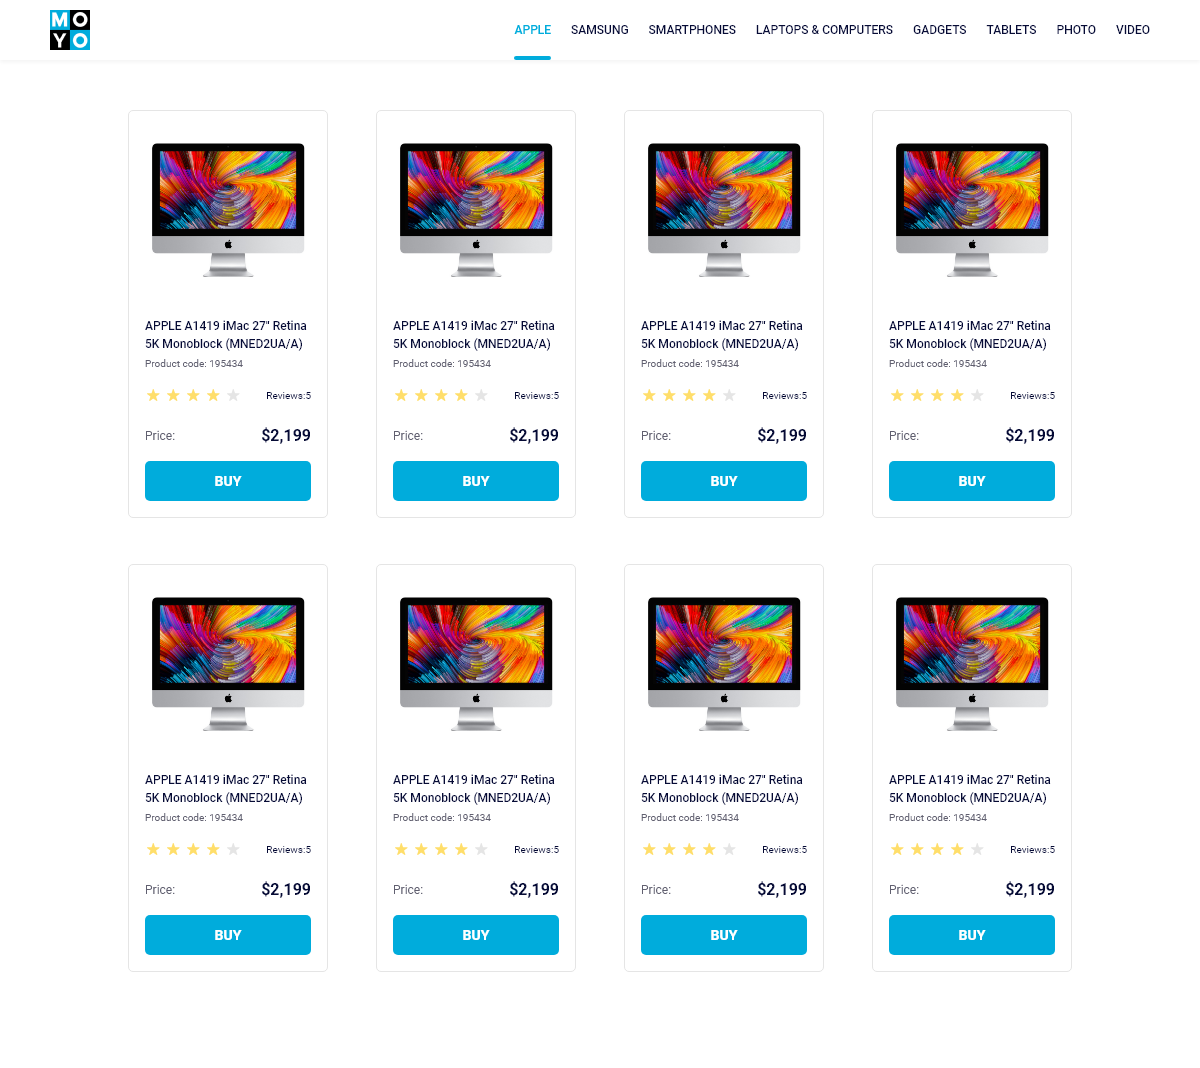 MO
YO
APPLE SAMSUNG SMARTPHONES LAPTOPS & COMPUTERS GADGETS TABLETS PHOTO VIDEO
APPLE A1419 iMac 27" Retina
5K Monoblock (MNED2UA/A)
Product code: 195434
Reviews:5
Price: $2,199
BUY
APPLE A1419 iMac 27" Retina
5K Monoblock (MNED2UA/A)
Product code: 195434
Reviews:5
Price: $2,199
BUY
APPLE A1419 iMac 27" Retina
5K Monoblock (MNED2UA/A)
Product code: 195434
Reviews:5
Price: $2,199
BUY
APPLE A1419 iMac 27" Retina
5K Monoblock (MNED2UA/A)
Product code: 195434
Reviews:5
Price: $2,199
BUY
APPLE A1419 iMac 27" Retina
5K Monoblock (MNED2UA/A)
Product code: 195434
Reviews:5
Price: $2,199
BUY
APPLE A1419 iMac 27" Retina
5K Monoblock (MNED2UA/A)
Product code: 195434
Reviews:5
Price: $2,199
BUY
APPLE A1419 iMac 27" Retina
5K Monoblock (MNED2UA/A)
Product code: 195434
Reviews:5
Price: $2,199
BUY
APPLE A1419 iMac 27" Retina
5K Monoblock (MNED2UA/A)
Product code: 195434
Reviews:5
Price: $2,199
BUY